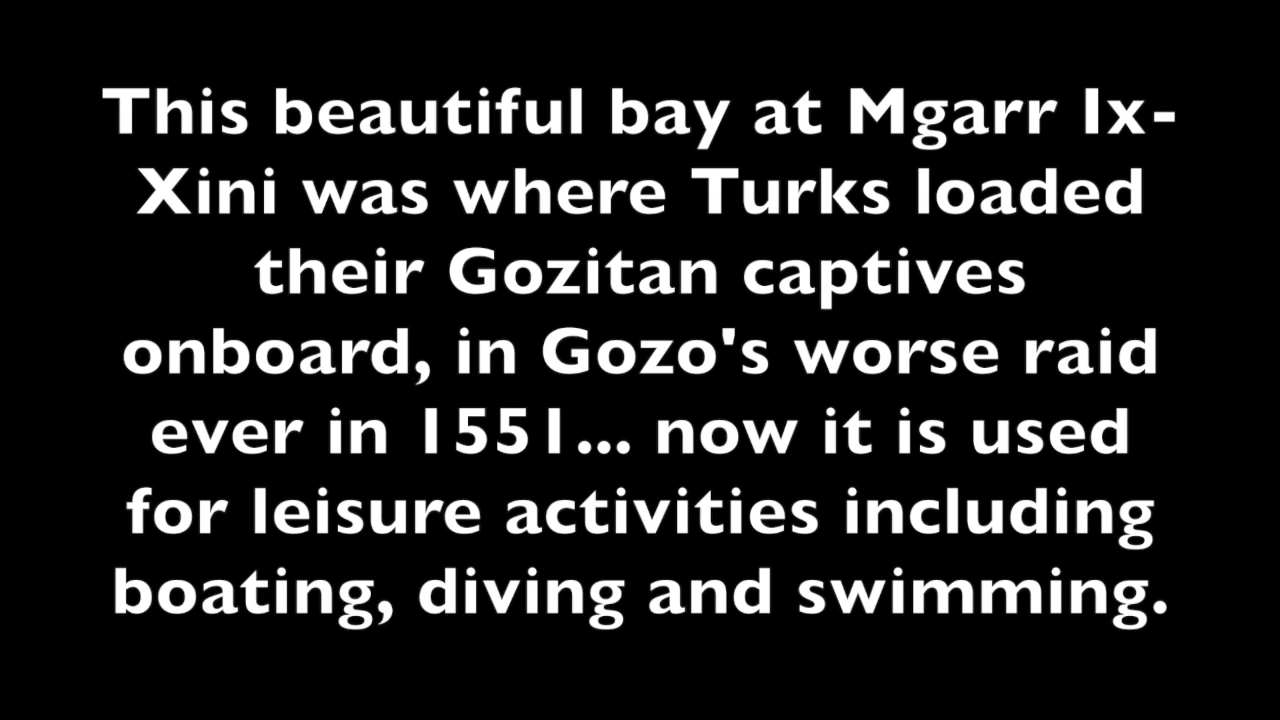 This beautiful bay at Mgarr Ix-
Xini was where Turks loaded
their Gozitan captives
onboard, in Gozo's worse raid
ever in 1551... now it is used
for leisure activities including
boating, diving and swimming.